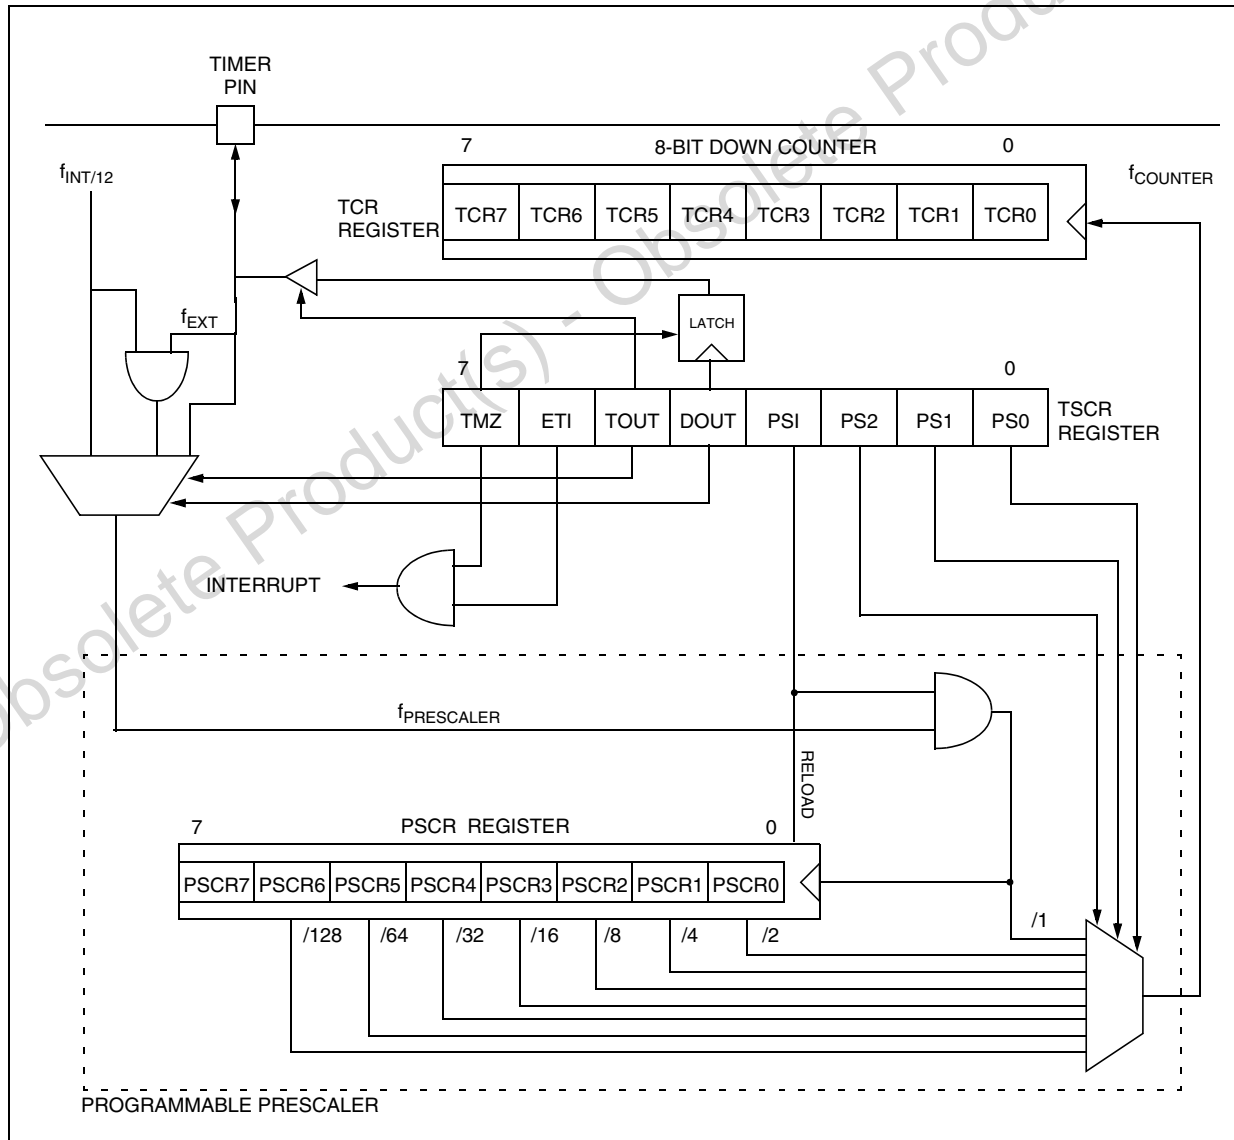 Obsolete Product(s) - Obsolete Produ
TIMER
PIN
7 8-BIT DOWN COUNTER 0
fINT/12
fCOUNTER
TCR
REGISTER
TCR7 TCR6 TCR5 TCR4 TCR3 TCR2 TCR1 TCR0
fEXT
LATCH
7 0
TMZ ETI TOUT DOUT PSI PS2 PS1 PS0
TSCR
REGISTER
INTERRUPT
fPRESCALER
RELOAD
7 PSCR REGISTER 0
PSCR7 PSCR6 PSCR5 PSCR4 PSCR3 PSCR2 PSCR1 PSCR0
/128 /64 /32 /16 /8 /4 /2 /1
PROGRAMMABLE PRESCALER